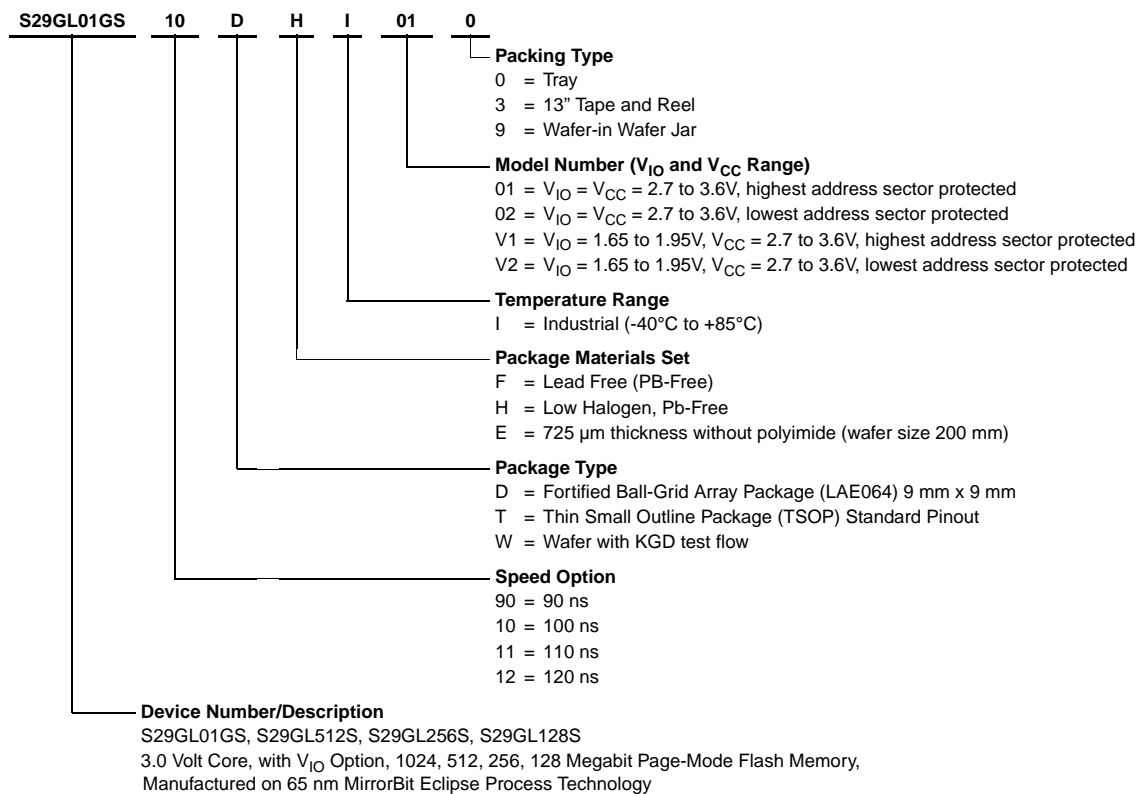 S29GL01GS 10 D H I 01 0
Packing Type
0 = Tray
3 = 13” Tape and Reel
9 = Wafer-in Wafer Jar
Model Number (VIO and VCC Range)
01 = VIO = VCC = 2.7 to 3.6V, highest address sector protected
02 = VIO = VCC = 2.7 to 3.6V, lowest address sector protected
V1 = VIO = 1.65 to 1.95V, VCC = 2.7 to 3.6V, highest address sector protected
V2 = VIO = 1.65 to 1.95V, VCC = 2.7 to 3.6V, lowest address sector protected
Temperature Range
I = Industrial (-40°C to +85°C)
Package Materials Set
F = Lead Free (PB-Free)
H = Low Halogen, Pb-Free
E = 725 µm thickness without polyimide (wafer size 200 mm)
Package Type
D = Fortified Ball-Grid Array Package (LAE064) 9 mm x 9 mm
T = Thin Small Outline Package (TSOP) Standard Pinout
W = Wafer with KGD test flow
Speed Option
90 = 90 ns
10 = 100 ns
11 = 110 ns
12 = 120 ns
Device Number/Description
S29GL01GS, S29GL512S, S29GL256S, S29GL128S
3.0 Volt Core, with VIO Option, 1024, 512, 256, 128 Megabit Page-Mode Flash Memory,
Manufactured on 65 nm MirrorBit Eclipse Process Technology